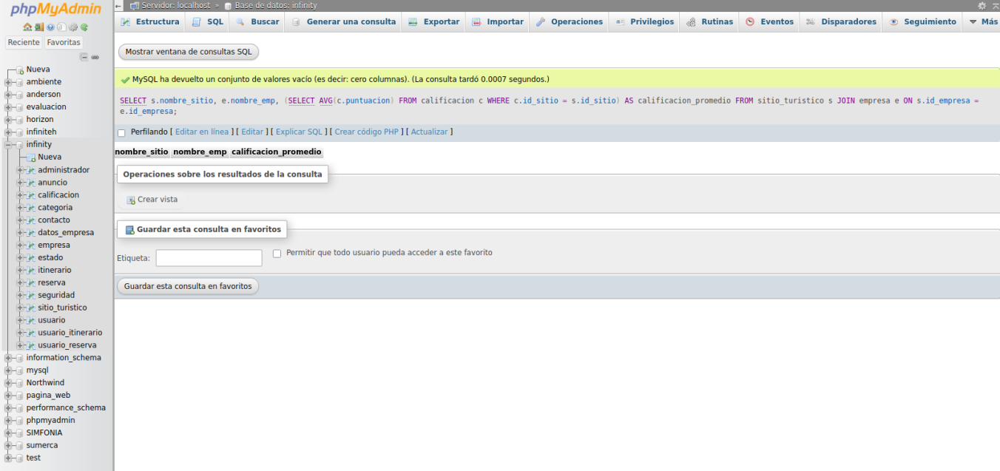 phpMyAdmin
Reciente Favoritas
Nueva
ambiente
anderson
evaluacion
horizon
infiniteh
infinity
Nueva
administrador
anuncio
calificacion
categoria
contacto
datos_empresa
empresa
estado
itinerario
reserva
seguridad
sitio_turistico
usuario
usuario_itinerario
usuario_reserva
information_schema
mysql
Northwind
pagina_web
performance_schema
phpmyadmin
SIMFONIA
sumerca
test
Servidor: localhost » Base de datos: infinity
Estructura SQL Buscar Generar una consulta Exportar Importar Operaciones Privilegios Rutinas Eventos Disparadores Seguimiento Más
Mostrar ventana de consultas SQL
MySQL ha devuelto un conjunto de valores vacío (es decir: cero columnas). (La consulta tardó 0.0007 segundos.)
SELECT s.nombre_sitio, e.nombre_emp, (SELECT AVG(c.puntuacion) FROM calificacion c WHERE c.id_sitio = s.id_sitio) AS calificacion_promedio FROM sitio_turistico s JOIN empresa e ON s.id_empresa =
e.id_empresa;
Perfilando [ Editar en línea ] [ Editar ] [ Explicar SQL ] [ Crear código PHP ] [ Actualizar ]
nombre_sitio nombre_emp calificacion_promedio
Operaciones sobre los resultados de la consulta
Crear vista
Guardar esta consulta en favoritos
Etiqueta: Permitir que todo usuario pueda acceder a este favorito
Guardar esta consulta en favoritos